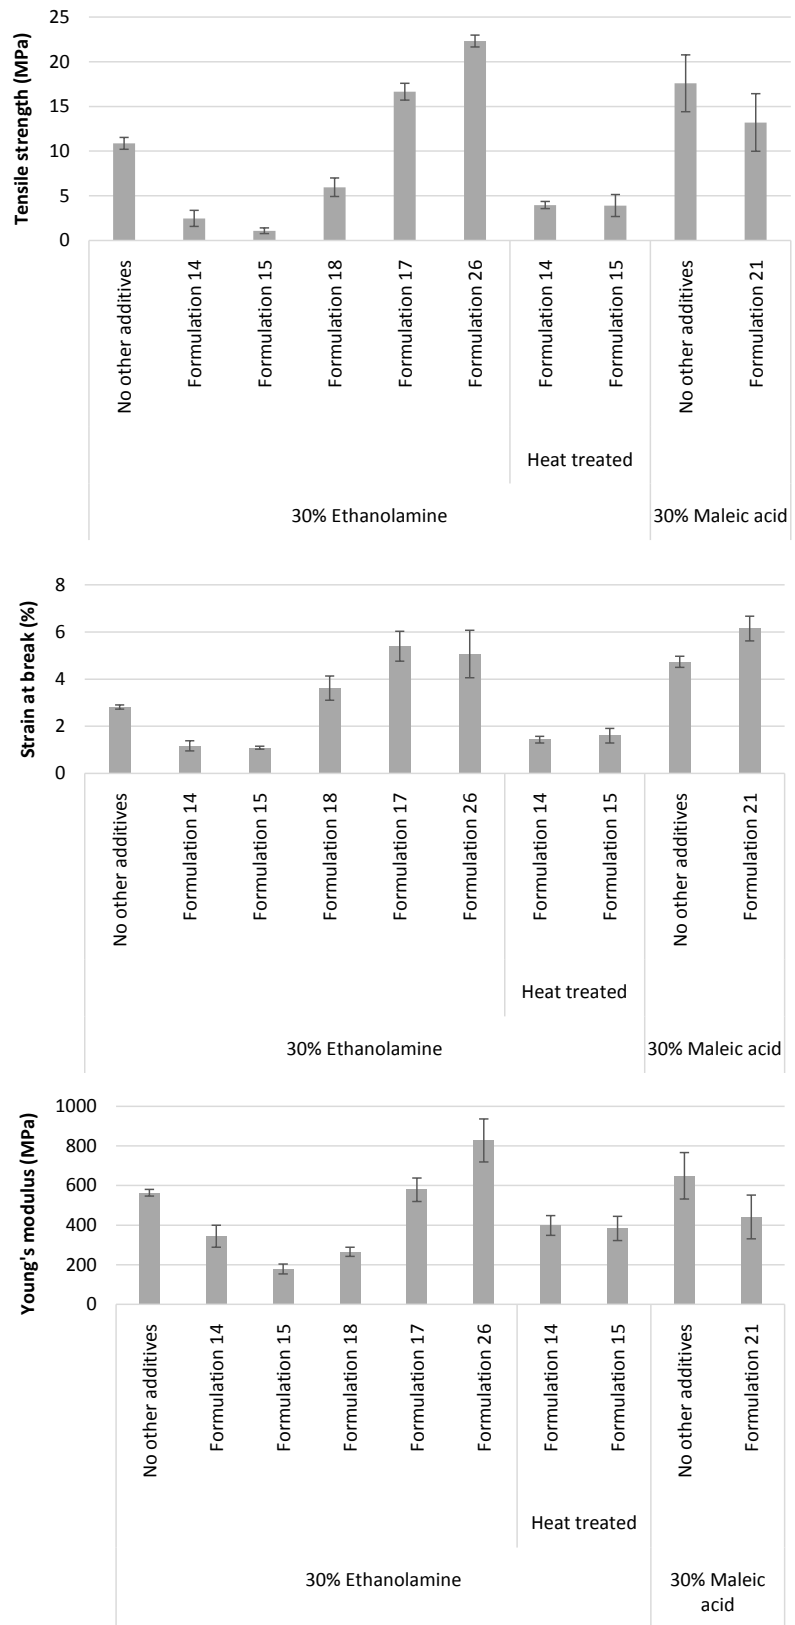 Tensile strength (MPa)
25
20
15
10
5
0
No other additives
Formulation 14
Formulation 15
Formulation 18
Formulation 17
Formulation 26
Formulation 14
Formulation 15
No other additives
Formulation 21
Heat treated
30% Ethanolamine
30% Maleic acid
Strain at break (%)
8
6
4
2
0
No other additives
Formulation 14
Formulation 15
Formulation 18
Formulation 17
Formulation 26
Formulation 14
Formulation 15
No other additives
Formulation 21
Heat treated
30% Ethanolamine
30% Maleic acid
Young's modulus (MPa)
1000
800
600
400
200
0
No other additives
Formulation 14
Formulation 15
Formulation 18
Formulation 17
Formulation 26
Formulation 14
Formulation 15
No other additives
Formulation 21
Heat treated
30% Ethanolamine
30% Maleic
acid